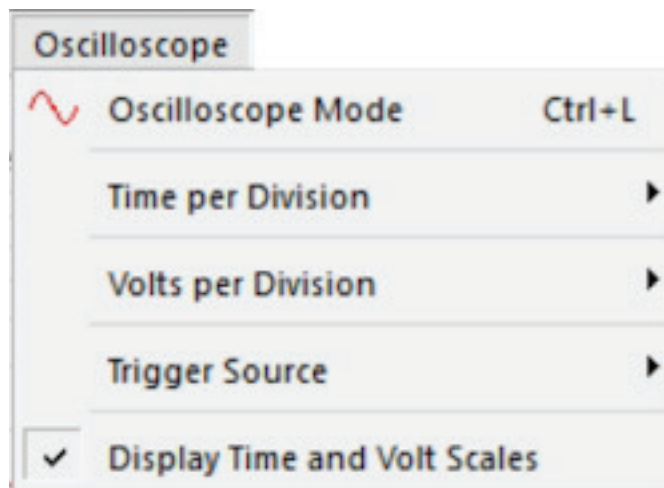 Oscilloscope
Oscilloscope Mode Ctrl+L
Time per Division
Volts per Division
Trigger Source
Display Time and Volt Scales